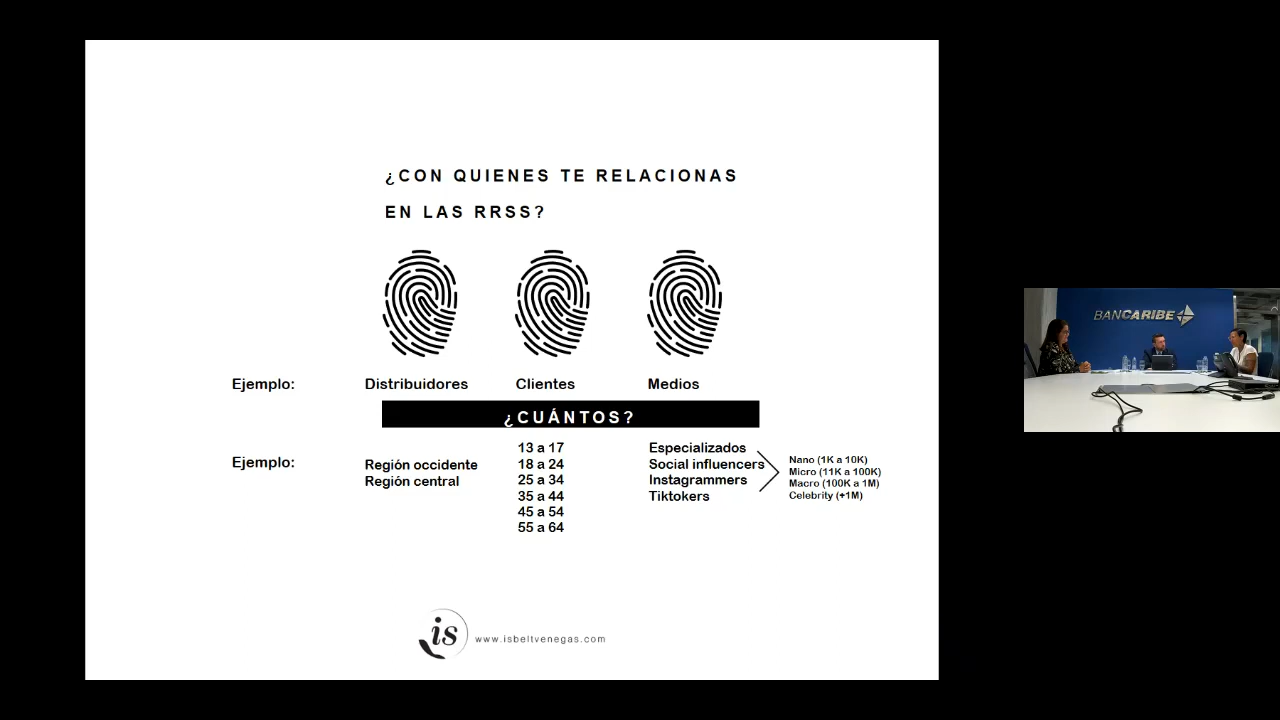 ¿CON QUIENES TE RELACIONAS
EN LAS RRSS?
Ejemplo:
Distribuidores
Clientes
Medios
¿CUÁNTOS?
Ejemplo:
Región occidente
Región central
13 a 17
18 a 24
25 a 34
35 a 44
45 a 54
55 a 64
Especializados
Social influencers
Instagrammers
Tiktokers
Nano (1K a 10K)
Micro (11K a 100K)
Macro (100K a 1M)
Celebrity (+1M)
is
www.isbeltvenegas.com
BANCARIBE